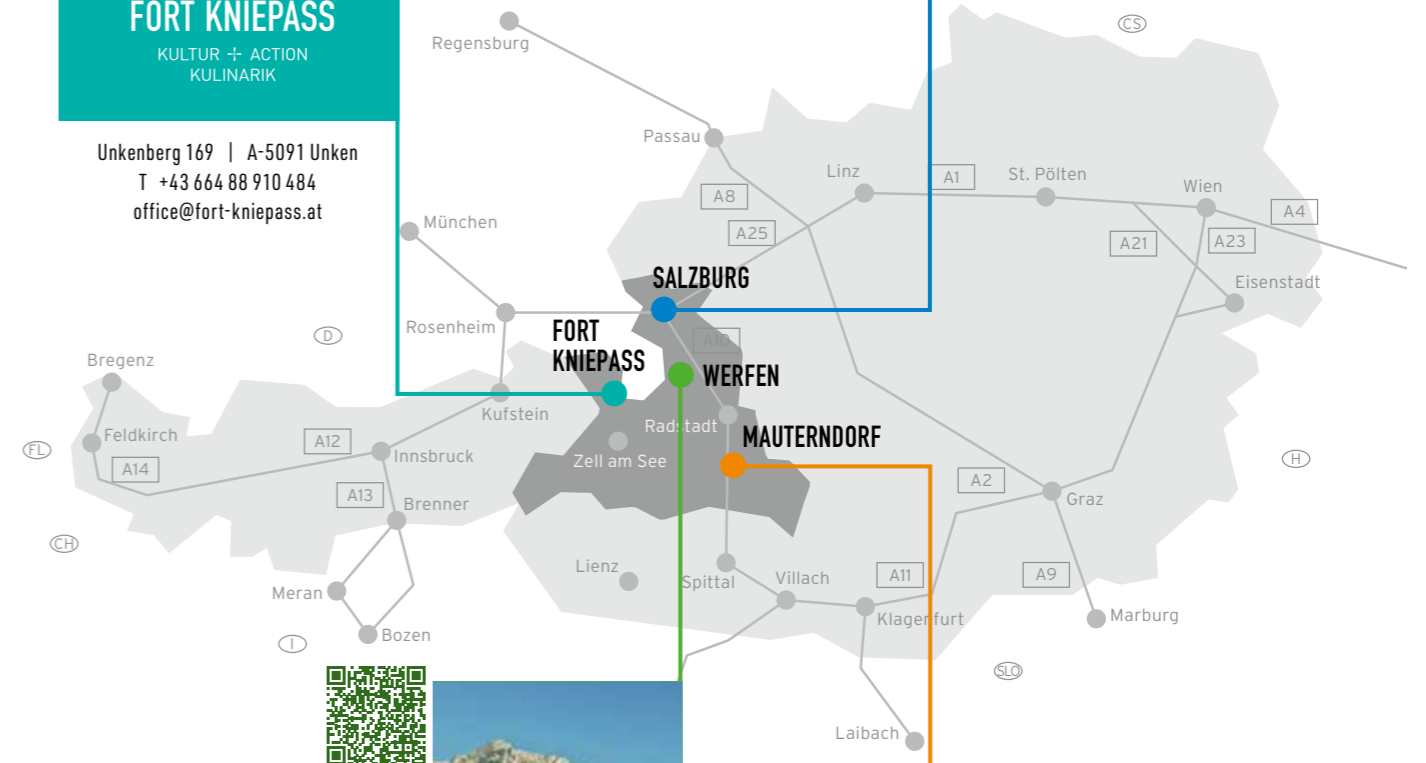 FORT KNIEPASS
KULTUR + ACTION
KULINARIK
Unkenberg 169 | A-5091 Unken
T +43 664 88 910 484
office@fort-kniepass.at
Regensburg
CS
Passau
Linz
A1
St. Pölten
Wien
A8
A4
A25
A21
A23
München
SALZBURG
Eisenstadt
Rosenheim
D
FORT
KNIEPASS
A10
Bregenz
WERFEN
Kufstein
Radstadt
Feldkirch
A12
MAUTERNDORF
FL
A14
Innsbruck
Zell am See
H
A13
A2
Brenner
Graz
CH
Lienz
Spittal
Villach
A11
A9
Meran
Klagenfurt
Marburg
Bozen
I
SLO
Laibach